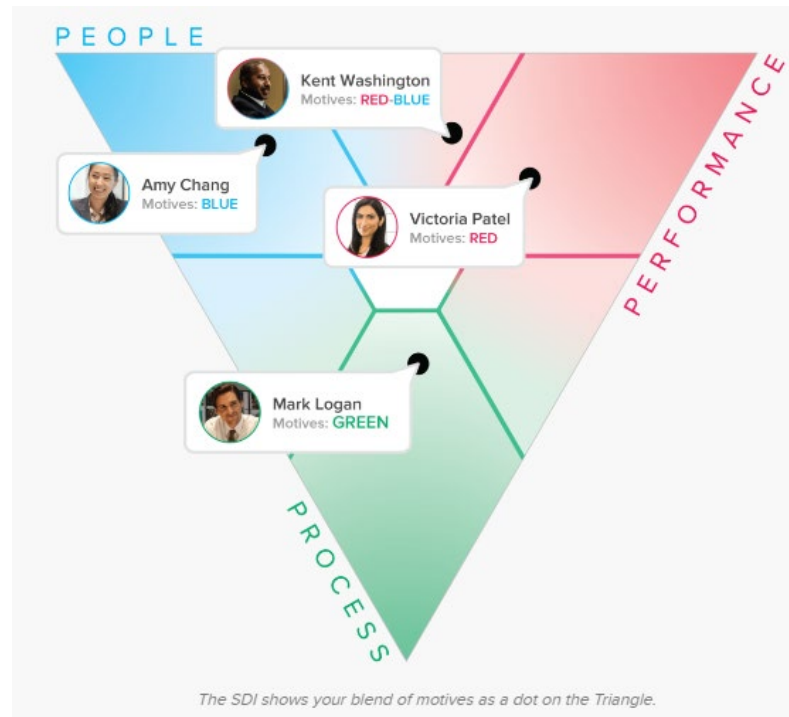 PEOPLE
Kent Washington
Motives: RED-BLUE
PERFORMANCE
Amy Chang
Motives: BLUE
Victoria Patel
Motives: RED
Mark Logan
Motives: GREEN
PROCESS
The SDI shows your blend of motives as a dot on the Triangle.